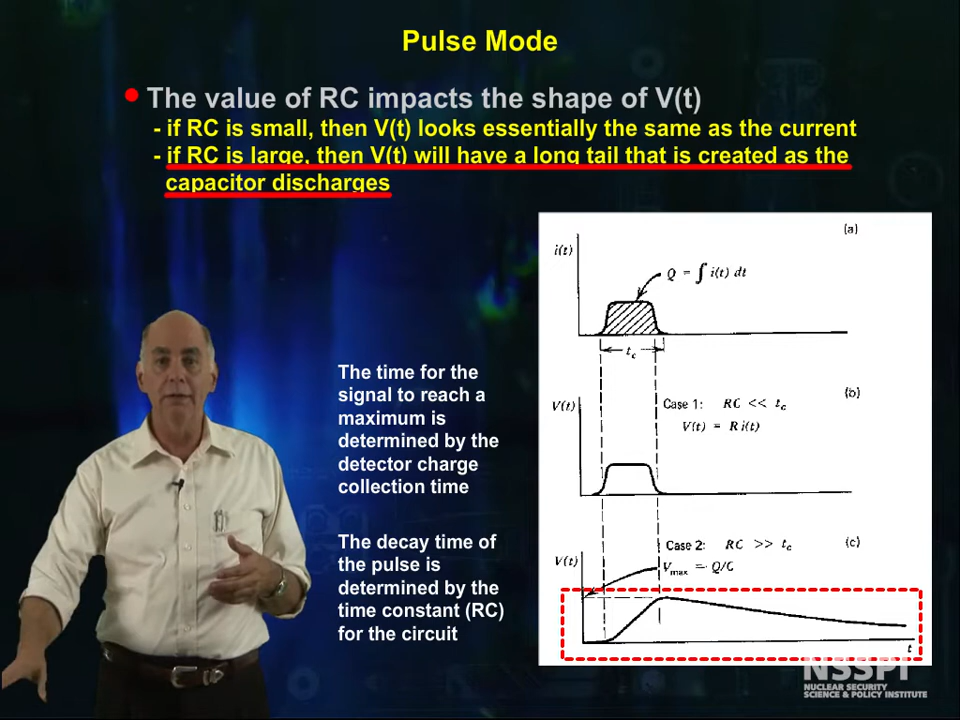 Pulse Mode
The value of RC impacts the shape of V(t)
- if RC is small, then V(t) looks essentially the same as the current
- if RC is large, then V(t) will have a long tail that is created as the
capacitor discharges
(a)
i(t)
Q = ∫ i(t) dt
t_c
The time for the
signal to reach a
maximum is
determined by the
detector charge
collection time
(b)
V(t)
Case 1: RC << t_c
V(t) = R i(t)
The decay time of
the pulse is
determined by the
time constant (RC)
for the circuit
(c)
V(t)
Case 2: RC >> t_c
V_max = Q/C
t
NSSPI
NUCLEAR SECURITY
SCIENCE & POLICY INSTITUTE